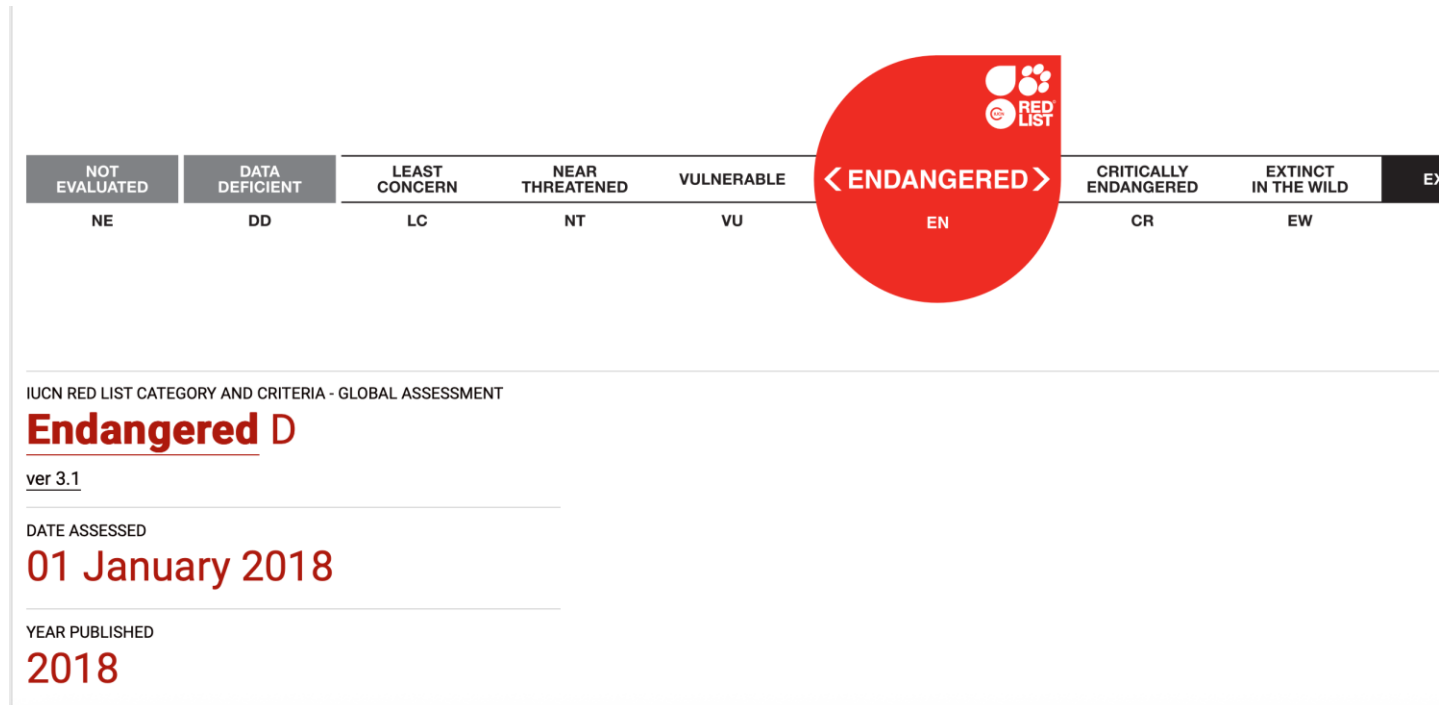 RED
LIST
NOT
EVALUATED
DATA
DEFICIENT
LEAST
CONCERN
NEAR
THREATENED
VULNERABLE
<ENDANGERED>
CRITICALLY
ENDANGERED
EXTINCT
IN THE WILD
EX
NE
DD
LC
NT
VU
EN
CR
EW
IUCN RED LIST CATEGORY AND CRITERIA - GLOBAL ASSESSMENT
Endangered D
ver 3.1
DATE ASSESSED
01 January 2018
YEAR PUBLISHED
2018